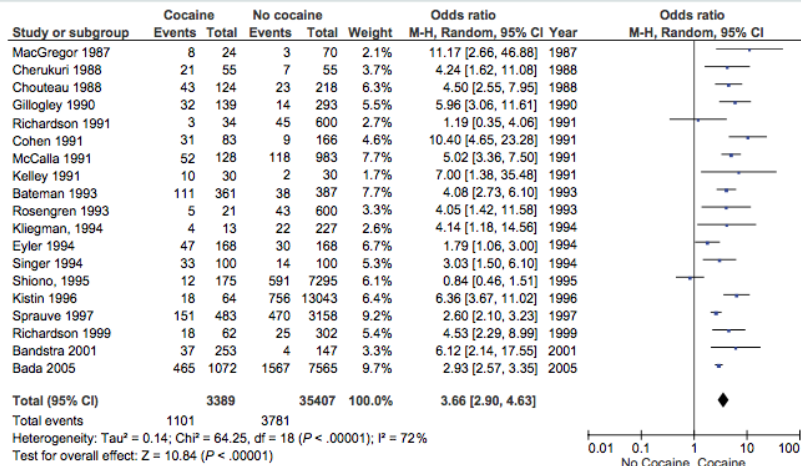 Cocaine No cocaine Odds ratio Odds ratio
Study or subgroup Events Total Events Total Weight M-H, Random, 95% CI Year M-H, Random, 95% CI
MacGregor 1987 8 24 3 70 2.1% 11.17 [2.66, 46.88] 1987
Cherukuri 1988 21 55 7 55 3.8% 4.24 [1.62, 11.08] 1988
Chouteau 1988 43 124 23 218 6.3% 4.50 [2.55, 7.95] 1988
Gillogley 1990 32 139 14 293 5.6% 5.96 [3.06, 11.61] 1990
Richardson 1991 3 34 45 600 2.7% 1.19 [0.35, 4.06] 1991
Cohen 1991 31 83 9 166 4.6% 10.40 [4.65, 23.28] 1991
McCalla 1991 52 128 118 983 7.7% 5.02 [3.36, 7.50] 1991
Kelley 1991 10 30 2 30 1.7% 7.00 [1.38, 35.48] 1991
Bateman 1993 111 361 38 387 7.7% 4.08 [2.73, 6.10] 1993
Rosengren 1993 5 21 43 600 3.2% 4.05 [1.42, 11.58] 1993
Kliegman, 1994 4 13 22 227 2.5% 4.14 [1.18, 14.56] 1994
Eyler 1994 47 168 30 168 6.7% 1.79 [1.06, 3.00] 1994
Singer 1994 33 100 14 100 5.2% 3.03 [1.50, 6.10] 1994
Shiono, 1995 12 175 591 7295 6.1% 0.84 [0.46, 1.51] 1995
Kistin 1996 18 64 756 13043 6.4% 6.36 [3.67, 11.02] 1996
Sprauve 1997 151 483 470 3158 9.2% 2.60 [2.10, 3.23] 1997
Richardson 1999 18 62 25 302 5.5% 4.53 [2.29, 8.99] 1999
Bandstra 2001 37 253 4 147 3.3% 6.12 [2.14, 17.55] 2001
Bada 2005 465 1072 1567 7565 9.7% 2.93 [2.57, 3.35] 2005
Total (95% CI) 3389 35407 100.0% 3.66 [2.90, 4.63]
Total events 1101 3781
Heterogeneity: Tau² = 0.14; Chi² = 64.25, df = 18 (P < .00001); I² = 72%
Test for overall effect: Z = 10.84 (P < .00001)
0.01 0.1 1 10 100
No Cocaine Cocaine